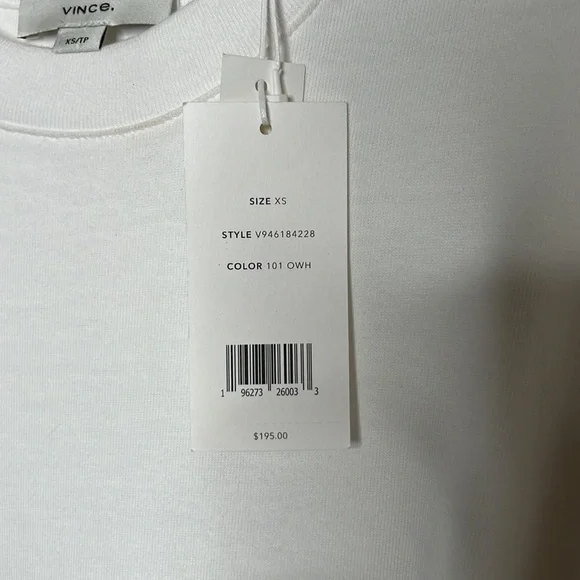 VINCE.
XS/TP
SIZE XS
STYLE V946184228
COLOR 101 OWH
1 96273 26003 3
$195.00